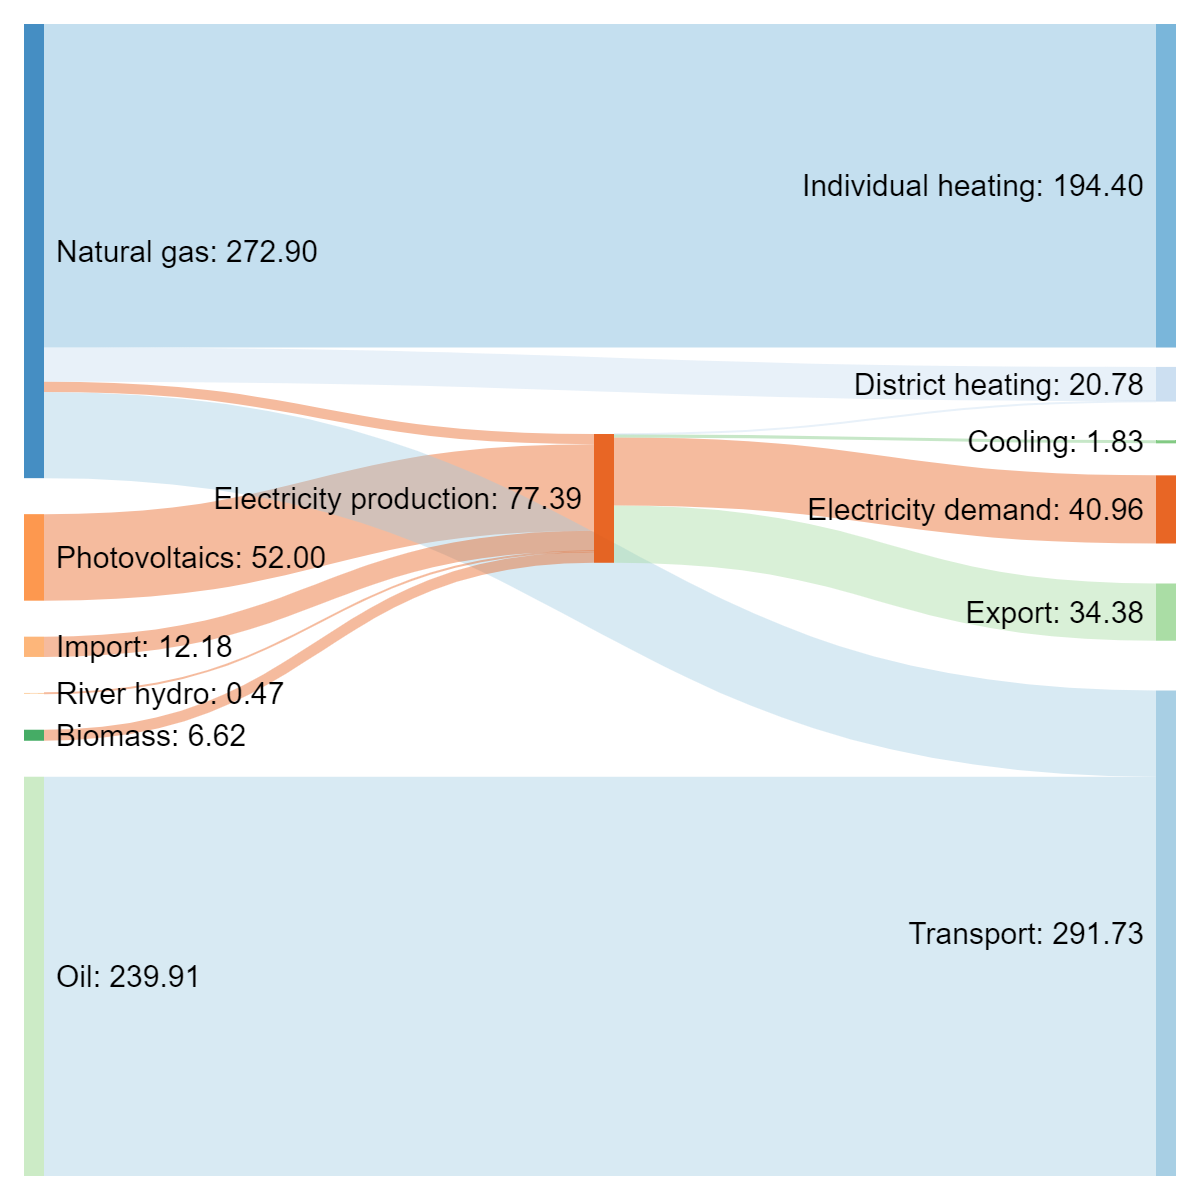 Individual heating: 194.40
Natural gas: 272.90
District heating: 20.78
Cooling: 1.83
Electricity production: 77.39
Electricity demand: 40.96
Photovoltaics: 52.00
Export: 34.38
Import: 12.18
River hydro: 0.47
Biomass: 6.62
Transport: 291.73
Oil: 239.91